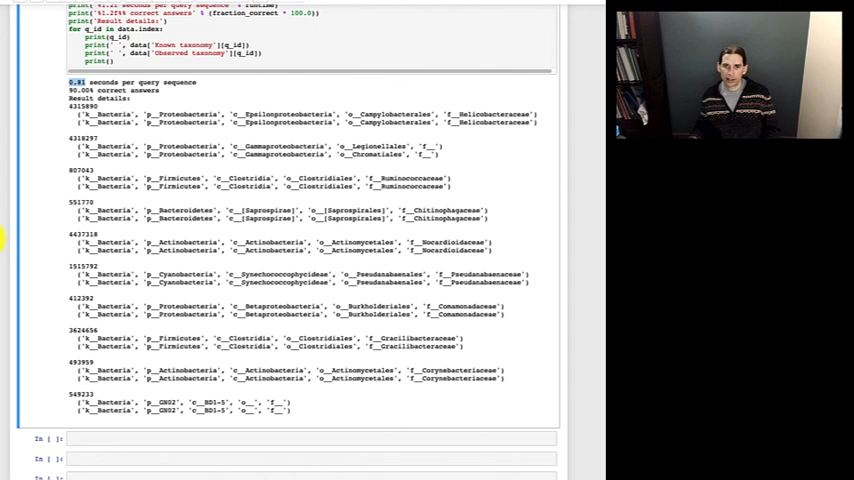 print('%1.2f seconds per query sequence' % runtime)
print('%1.2f%% correct answers' % (fraction_correct * 100.0))
print('Result details:')
for q_id in data.index:
print(q_id)
print(' ', data['Known taxonomy'][q_id])
print(' ', data['Observed taxonomy'][q_id])
print()
0.81 seconds per query sequence
90.00% correct answers
Result details:
4315890
('k__Bacteria', 'p__Proteobacteria', 'c__Epsilonproteobacteria', 'o__Campylobacterales', 'f__Helicobacteraceae')
('k__Bacteria', 'p__Proteobacteria', 'c__Epsilonproteobacteria', 'o__Campylobacterales', 'f__Helicobacteraceae')
4318297
('k__Bacteria', 'p__Proteobacteria', 'c__Gammaproteobacteria', 'o__Legionellales', 'f__')
('k__Bacteria', 'p__Proteobacteria', 'c__Gammaproteobacteria', 'o__Chromatiales', 'f__')
807043
('k__Bacteria', 'p__Firmicutes', 'c__Clostridia', 'o__Clostridiales', 'f__Ruminococcaceae')
('k__Bacteria', 'p__Firmicutes', 'c__Clostridia', 'o__Clostridiales', 'f__Ruminococcaceae')
551770
('k__Bacteria', 'p__Bacteroidetes', 'c__[Saprospirae]', 'o__[Saprospirales]', 'f__Chitinophagaceae')
('k__Bacteria', 'p__Bacteroidetes', 'c__[Saprospirae]', 'o__[Saprospirales]', 'f__Chitinophagaceae')
4437318
('k__Bacteria', 'p__Actinobacteria', 'c__Actinobacteria', 'o__Actinomycetales', 'f__Nocardioidaceae')
('k__Bacteria', 'p__Actinobacteria', 'c__Actinobacteria', 'o__Actinomycetales', 'f__Nocardioidaceae')
1515792
('k__Bacteria', 'p__Cyanobacteria', 'c__Synechococcophycideae', 'o__Pseudanabaenales', 'f__Pseudanabaenaceae')
('k__Bacteria', 'p__Cyanobacteria', 'c__Synechococcophycideae', 'o__Pseudanabaenales', 'f__Pseudanabaenaceae')
412392
('k__Bacteria', 'p__Proteobacteria', 'c__Betaproteobacteria', 'o__Burkholderiales', 'f__Comamonadaceae')
('k__Bacteria', 'p__Proteobacteria', 'c__Betaproteobacteria', 'o__Burkholderiales', 'f__Comamonadaceae')
3624656
('k__Bacteria', 'p__Firmicutes', 'c__Clostridia', 'o__Clostridiales', 'f__Gracilibacteraceae')
('k__Bacteria', 'p__Firmicutes', 'c__Clostridia', 'o__Clostridiales', 'f__Gracilibacteraceae')
493959
('k__Bacteria', 'p__Actinobacteria', 'c__Actinobacteria', 'o__Actinomycetales', 'f__Corynebacteriaceae')
('k__Bacteria', 'p__Actinobacteria', 'c__Actinobacteria', 'o__Actinomycetales', 'f__Corynebacteriaceae')
549233
('k__Bacteria', 'p__GN02', 'c__BD1-5', 'o__', 'f__')
('k__Bacteria', 'p__GN02', 'c__BD1-5', 'o__', 'f__')
In [ ]:
In [ ]:
In [ ]: